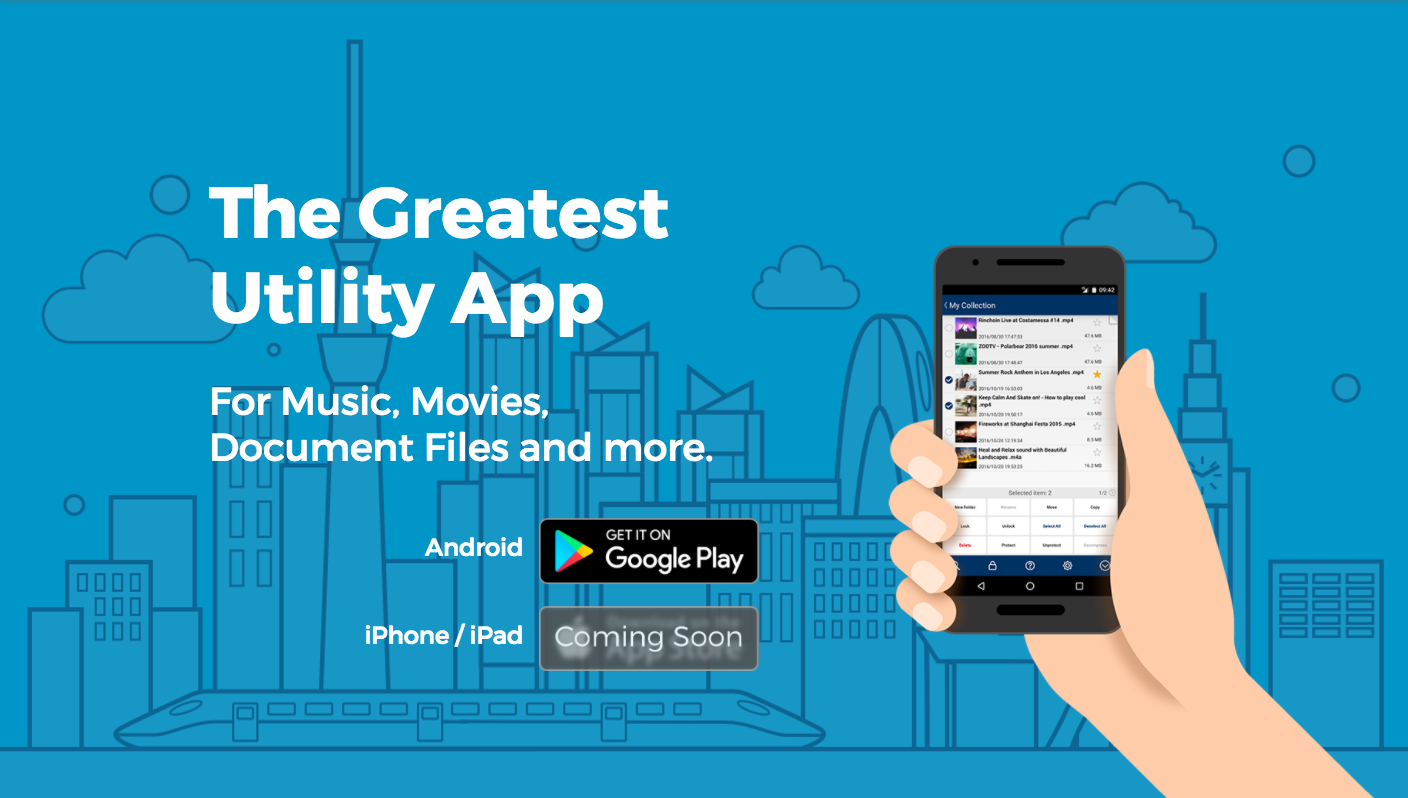 The Greatest
Utility App
For Music, Movies,
Document Files and more.
Android
GET IT ON
Google Play
iPhone / iPad
Coming Soon
09:42
My Collection
Rinchoin Live at Costamessa #14 .mp4
2016/08/30 17:47:53
47.6 MB
ZOOTV - Polarbear 2016 summer .mp4
2016/08/30 17:48:47
47.6 MB
Summer Rock Anthem in Los Angeles .mp4
2016/10/19 16:53:03
4.6 MB
Keep Calm And Skate on! - How to play cool
.mp4
2016/10/20 19:50:17
4.6 MB
Fireworks at Shanghai Festa 2015 .mp4
2016/10/24 12:19:34
8.5 MB
Heal and Relax sound with Beautiful
Landscapes .m4a
2016/10/20 19:53:23
16.2 MB
Selected item: 2
1/2
New Folder
Rename
Move
Copy
Lock
Unlock
Select All
Deselect All
Delete
Protect
Unprotect
Decompress